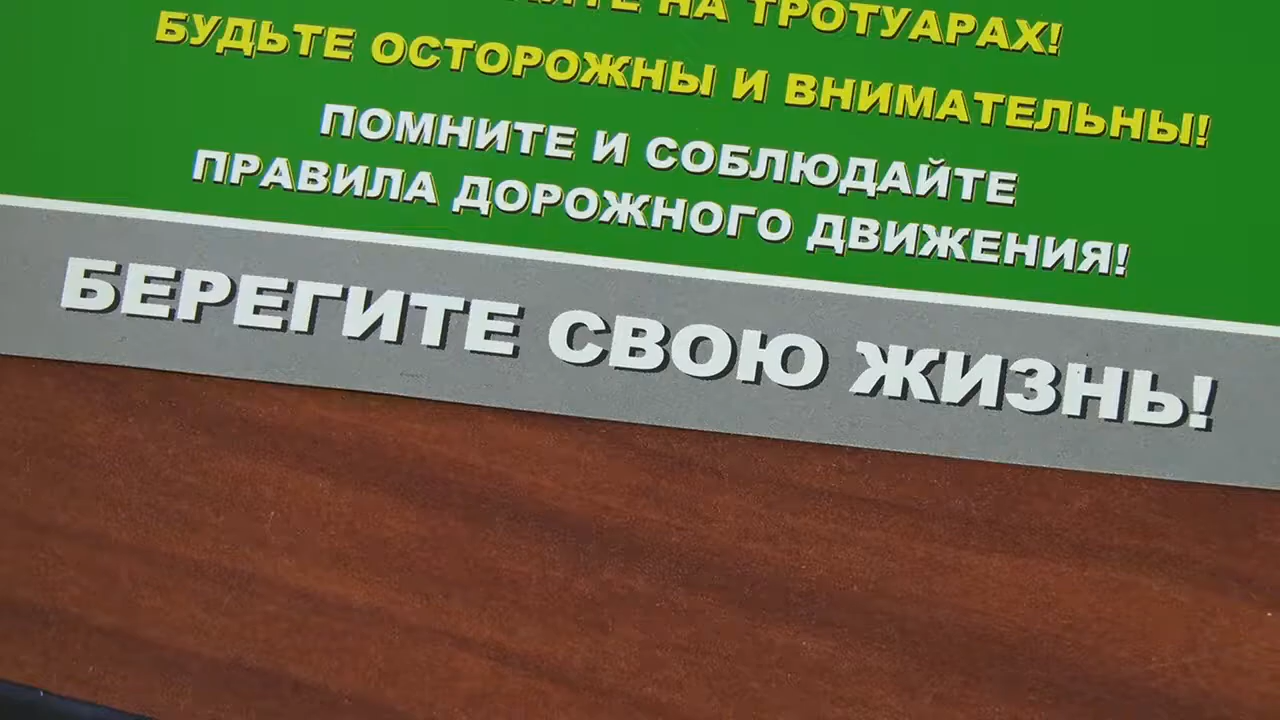 НА ТРОТУАРАХ!
БУДЬТЕ ОСТОРОЖНЫ И ВНИМАТЕЛЬНЫ!
ПОМНИТЕ И СОБЛЮДАЙТЕ
ПРАВИЛА ДОРОЖНОГО ДВИЖЕНИЯ!
БЕРЕГИТЕ СВОЮ ЖИЗНЬ!